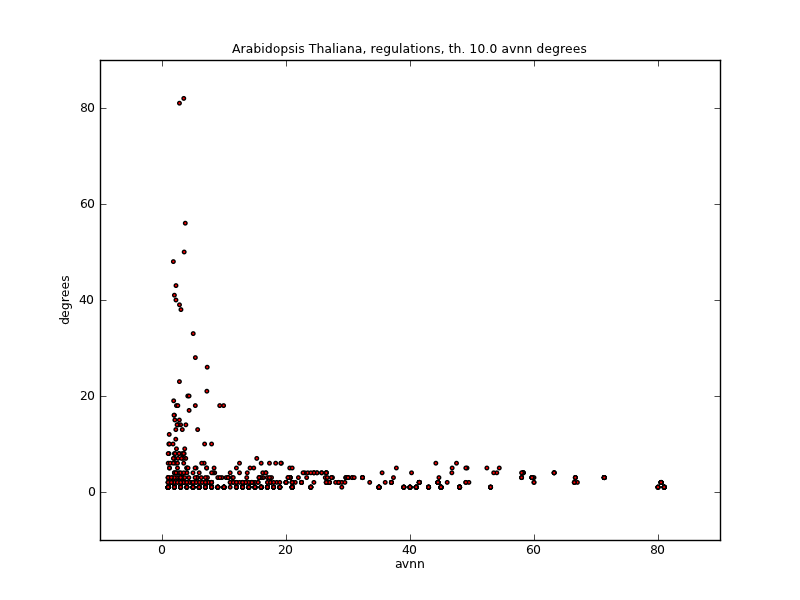 Arabidopsis Thaliana, regulations, th. 10.0 avnn degrees
80
60
40
20
0
degrees
0 20 40 60 80
avnn